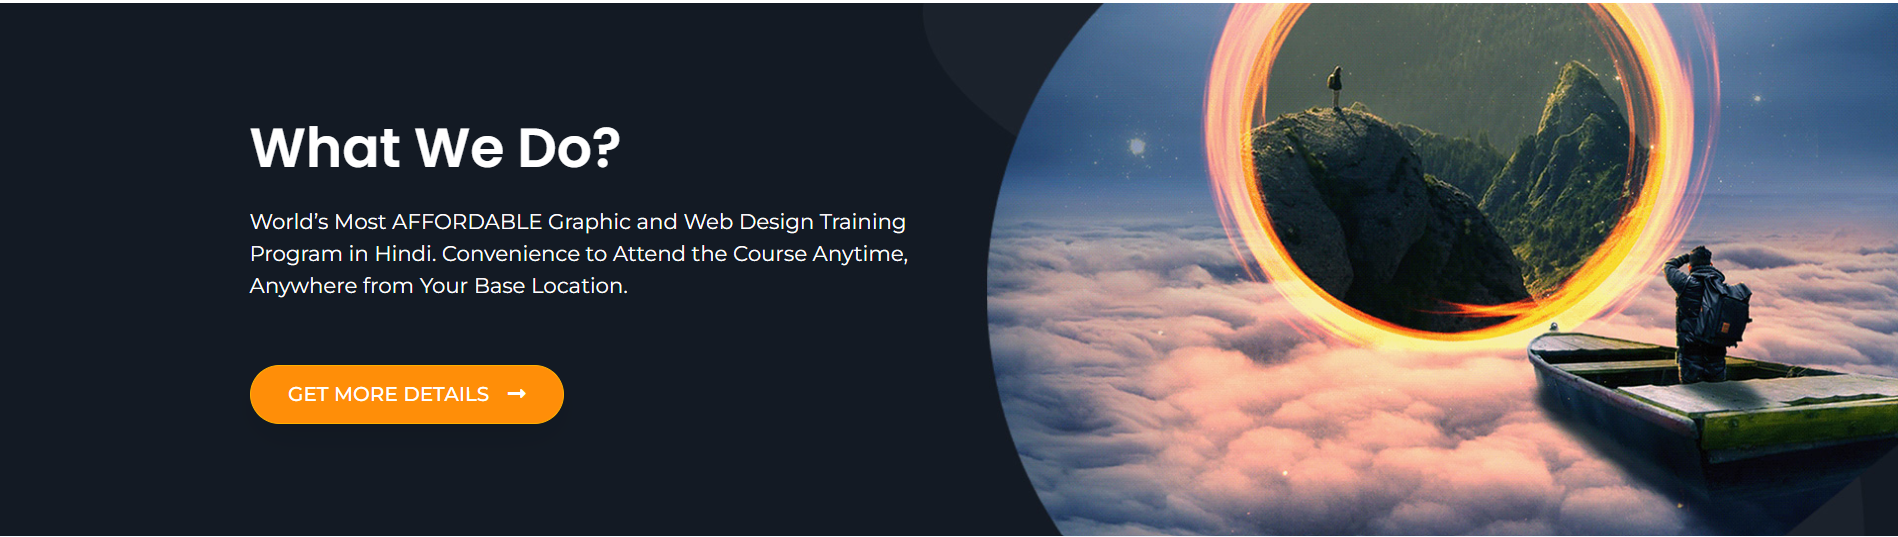 What We Do?
World’s Most AFFORDABLE Graphic and Web Design Training
Program in Hindi. Convenience to Attend the Course Anytime,
Anywhere from Your Base Location.
GET MORE DETAILS